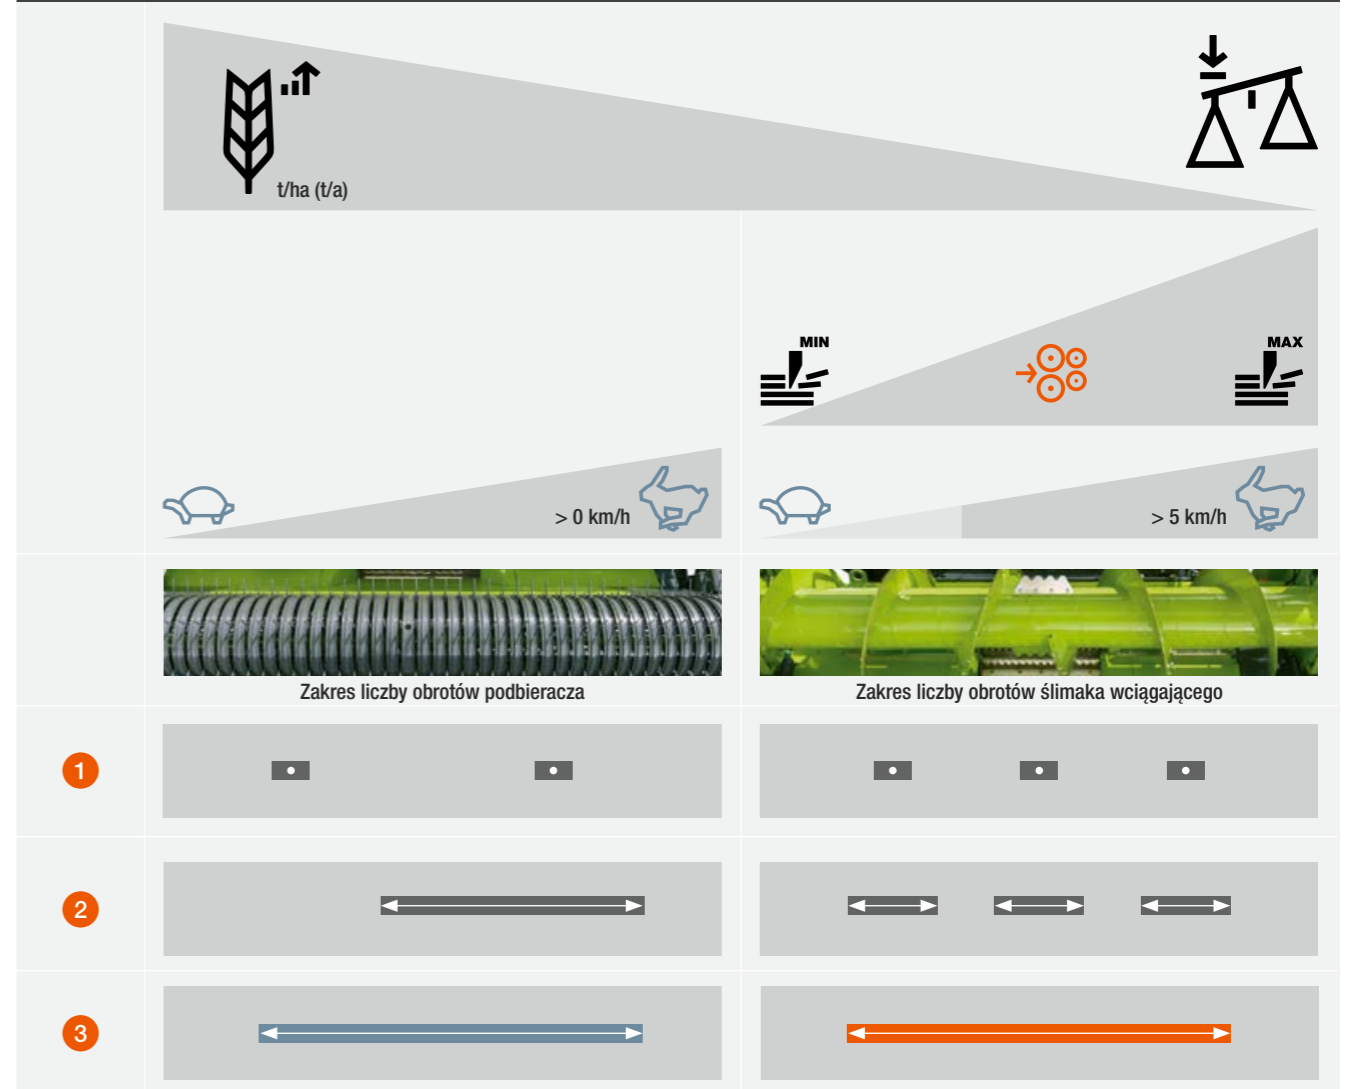 t/ha (t/a)
MIN
MAX
> 0 km/h
> 5 km/h
Zakres liczby obrotów podbieracza
Zakres liczby obrotów ślimaka wciągającego
1
2
3